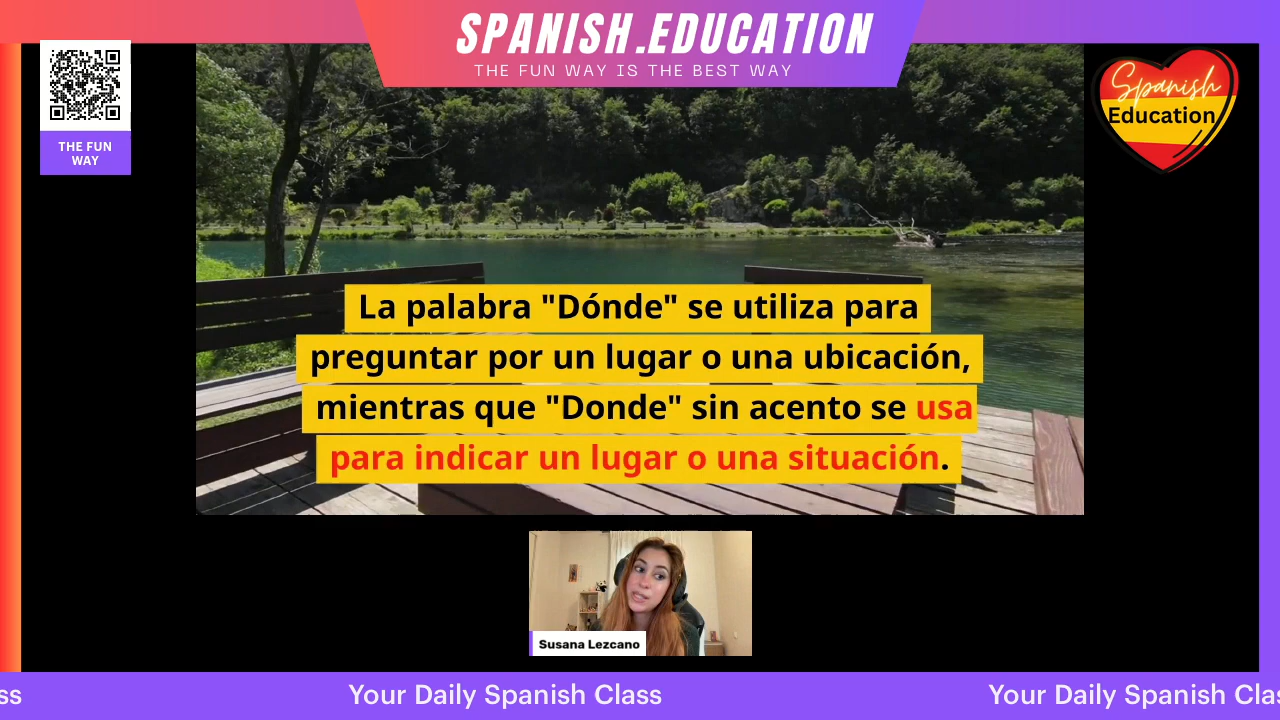 SPANISH.EDUCATION
THE FUN WAY IS THE BEST WAY
THE FUN
WAY
Spanish
Education
La palabra "Dónde" se utiliza para
preguntar por un lugar o una ubicación,
mientras que "Donde" sin acento se usa
para indicar un lugar o una situación.
Susana Lezcano
ss Your Daily Spanish Class Your Daily Spanish Clas